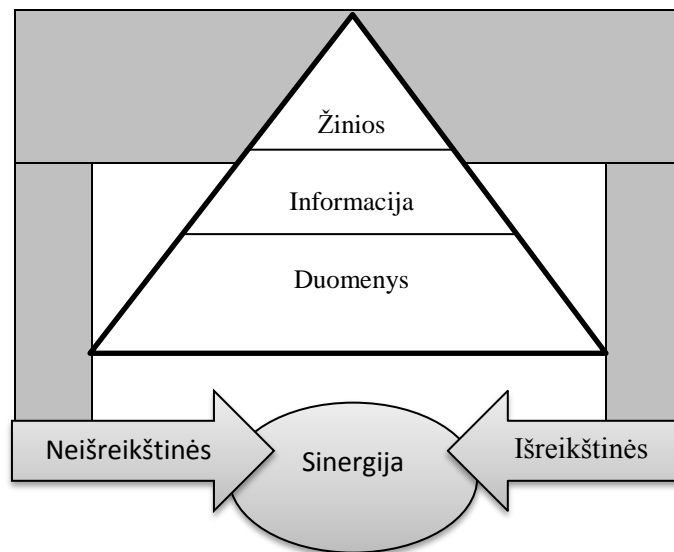 Žinios
Informacija
Duomenys
Neišreikštinės
Sinergija
Išreikštinės